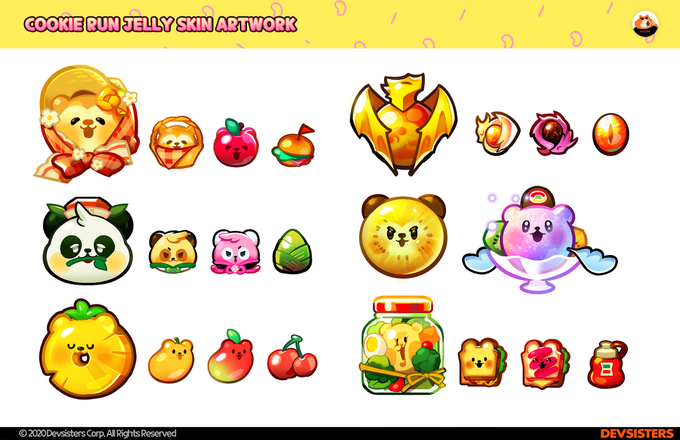 COOKIE RUN JELLY SKIN ARTWORK
© 2020 Devsisters Corp. All Rights Reserved
DEVSISTERS